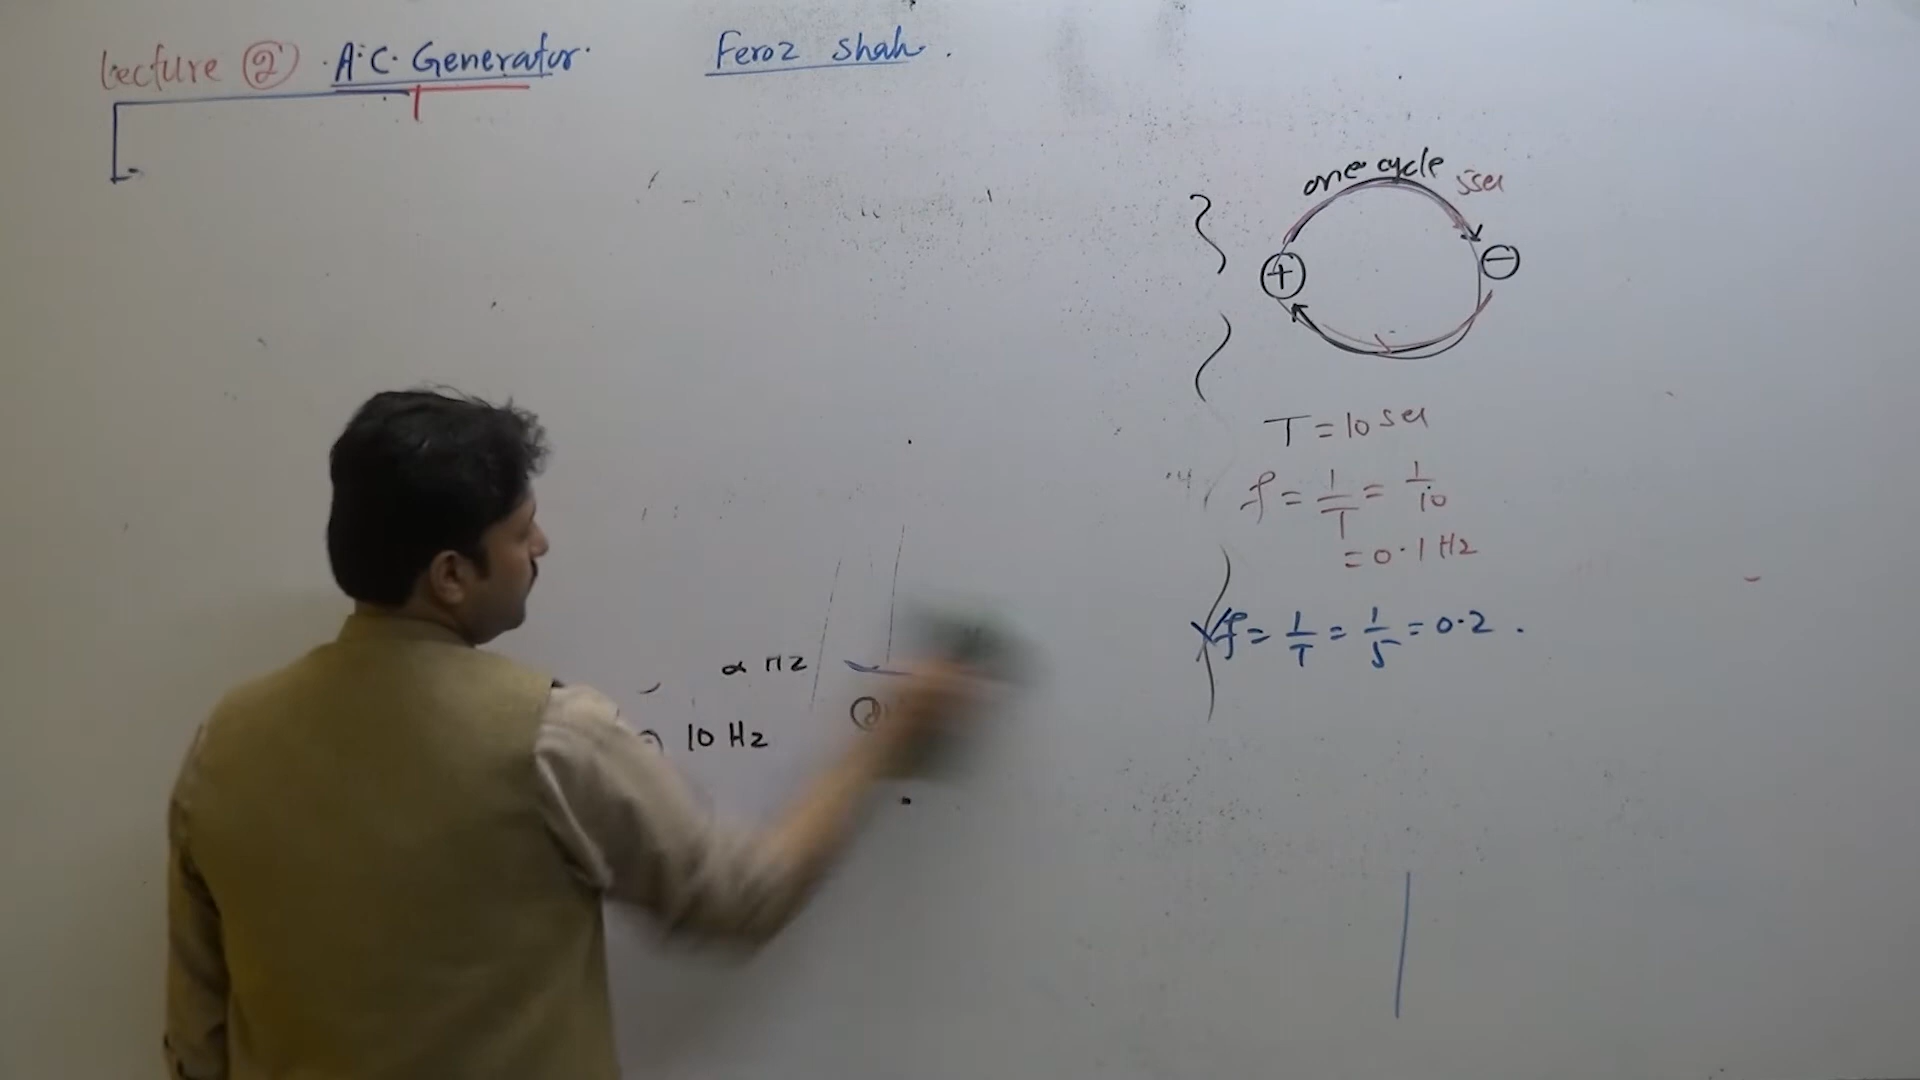 Lecture ② A.C. Generator.
Feroz Shah.
one cycle
5sec
+
−
T = 10 sec
f = 1/T = 1/10
= 0.1 Hz
f = 1/T = 1/5 = 0.2.
Hz
10 Hz